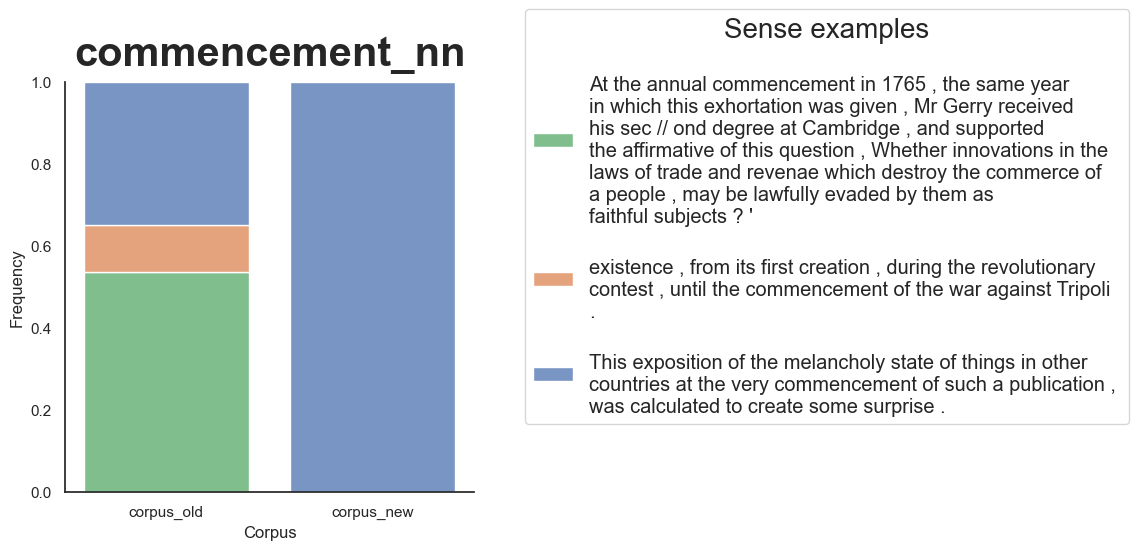 commencement_nn
1.0
0.8
0.6
0.4
0.2
0.0
Frequency
corpus_old
corpus_new
Corpus
Sense examples
At the annual commencement in 1765 , the same year
in which this exhortation was given , Mr Gerry received
his sec // ond degree at Cambridge , and supported
the affirmative of this question , Whether innovations in the
laws of trade and revenae which destroy the commerce of
a people , may be lawfully evaded by them as
faithful subjects ? '
existence , from its first creation , during the revolutionary
contest , until the commencement of the war against Tripoli
.
This exposition of the melancholy state of things in other
countries at the very commencement of such a publication ,
was calculated to create some surprise .